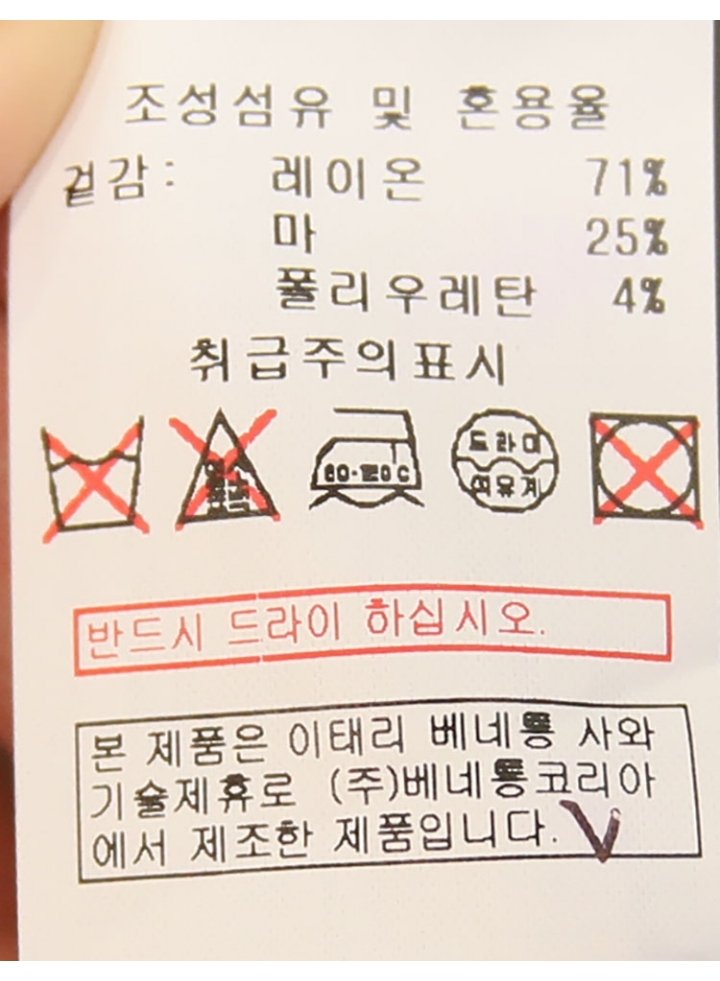 조성섬유 및 혼용율
겉감: 레이온 71%
마 25%
폴리우레탄 4%
취급주의표시
드라이
석유계
반드시 드라이 하십시오.
본 제품은 이태리 베네통 사와
기술제휴로 (주)베네통코리아
에서 제조한 제품입니다.